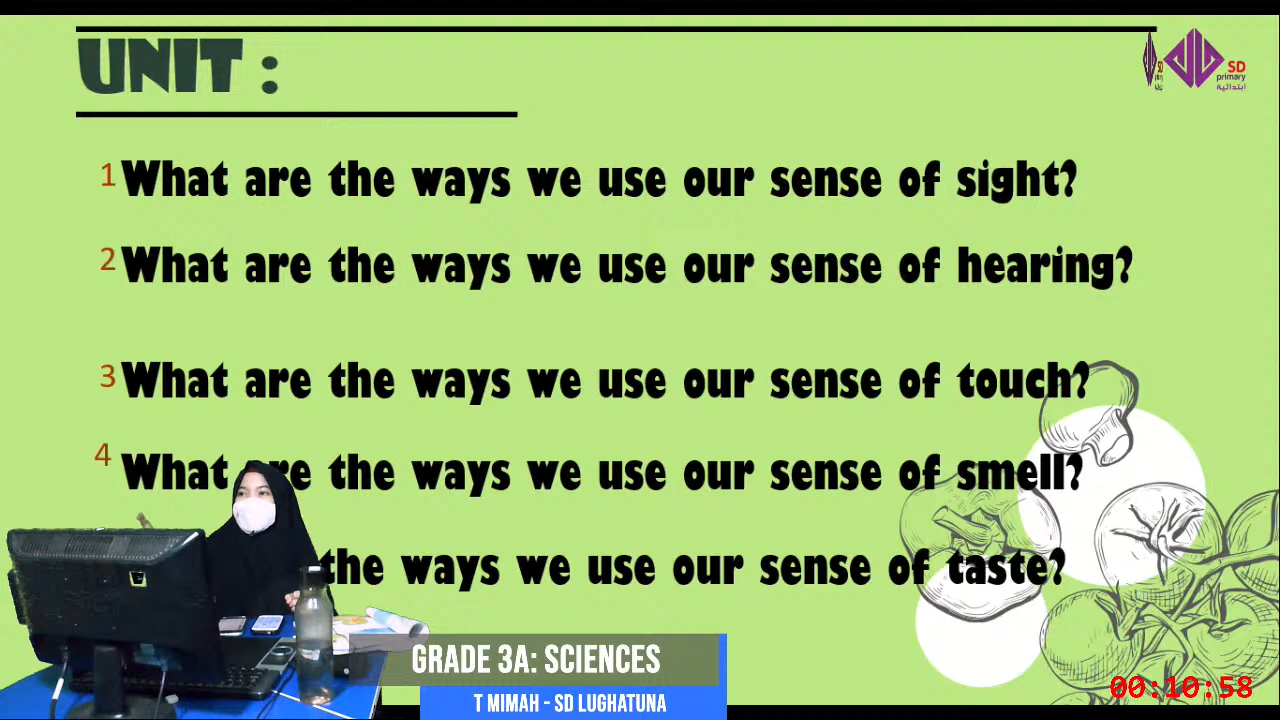 UNIT :
SD
primary
ابتدائية
1 What are the ways we use our sense of sight?
2 What are the ways we use our sense of hearing?
3 What are the ways we use our sense of touch?
4 What are the ways we use our sense of smell?
the ways we use our sense of taste?
GRADE 3A: SCIENCES
T MIMAH - SD LUGHATUNA
00:10:58